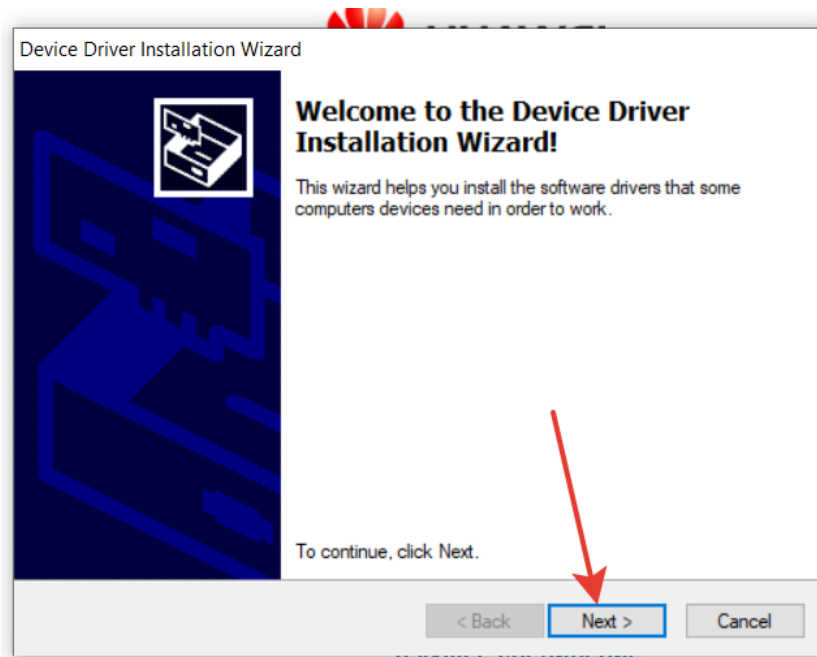 Device Driver Installation Wizard
Welcome to the Device Driver
Installation Wizard!
This wizard helps you install the software drivers that some
computers devices need in order to work.
To continue, click Next.
< Back
Next >
Cancel